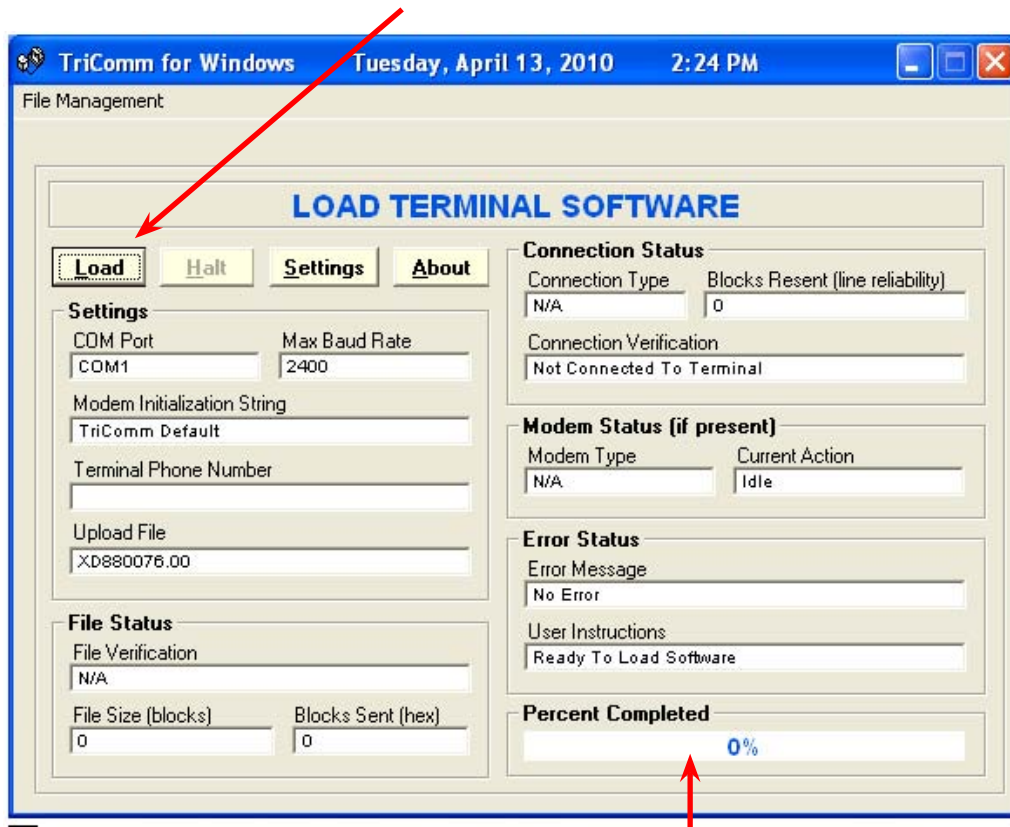 TriComm for Windows Tuesday, April 13, 2010 2:24 PM
File Management
LOAD TERMINAL SOFTWARE
Load Halt Settings About
Settings
COM Port Max Baud Rate
COM1 2400
Modem Initialization String
TriComm Default
Terminal Phone Number
Upload File
XD880076.00
File Status
File Verification
N/A
File Size (blocks) Blocks Sent (hex)
0 0
Connection Status
Connection Type Blocks Resent (line reliability)
N/A 0
Connection Verification
Not Connected To Terminal
Modem Status (if present)
Modem Type Current Action
N/A Idle
Error Status
Error Message
No Error
User Instructions
Ready To Load Software
Percent Completed
0%